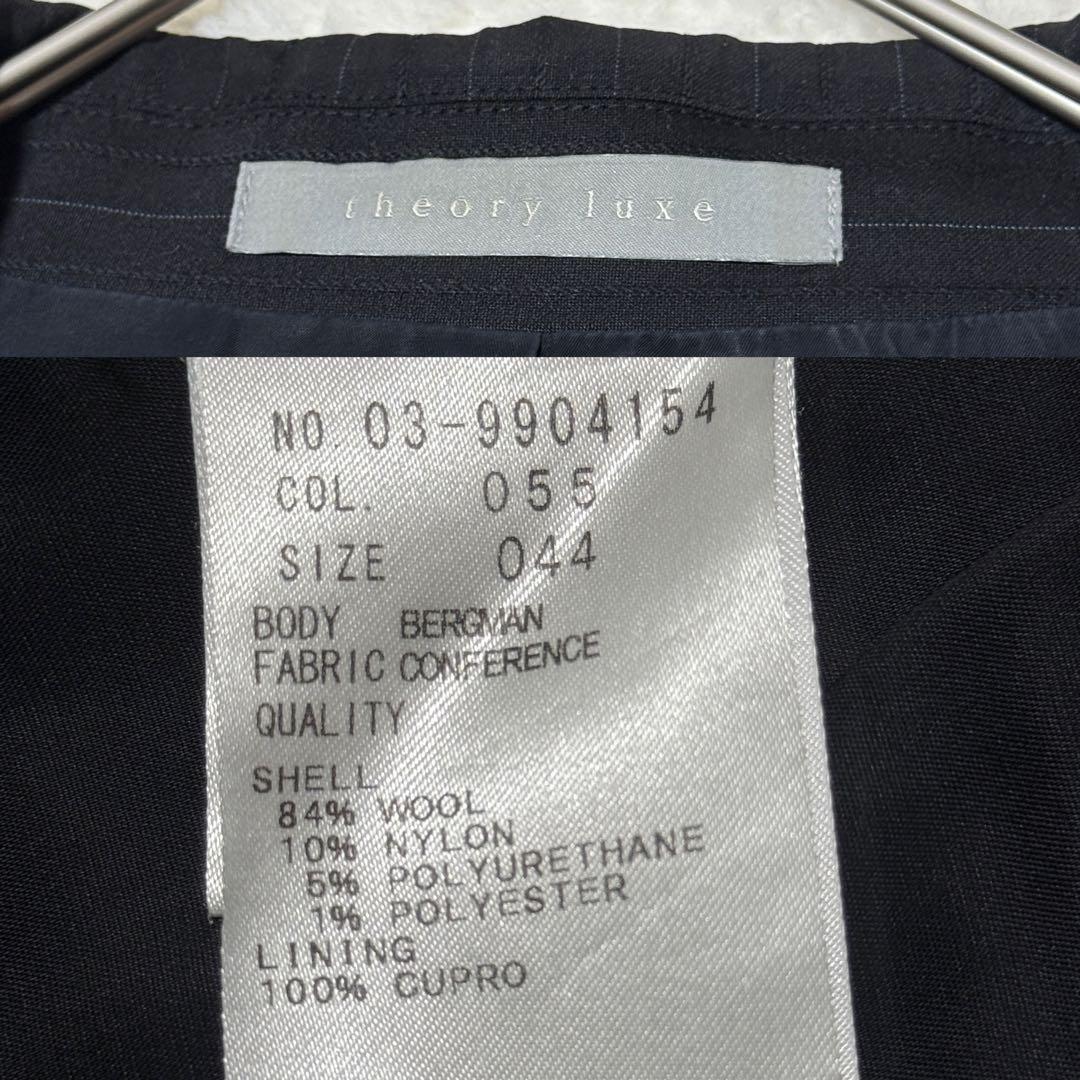 theory luxe
NO. 03-9904154
COL. 055
SIZE 044
BODY BERGMAN
FABRIC CONFERENCE
QUALITY
SHELL
84% WOOL
10% NYLON
5% POLYURETHANE
1% POLYESTER
LINING
100% CUPRO